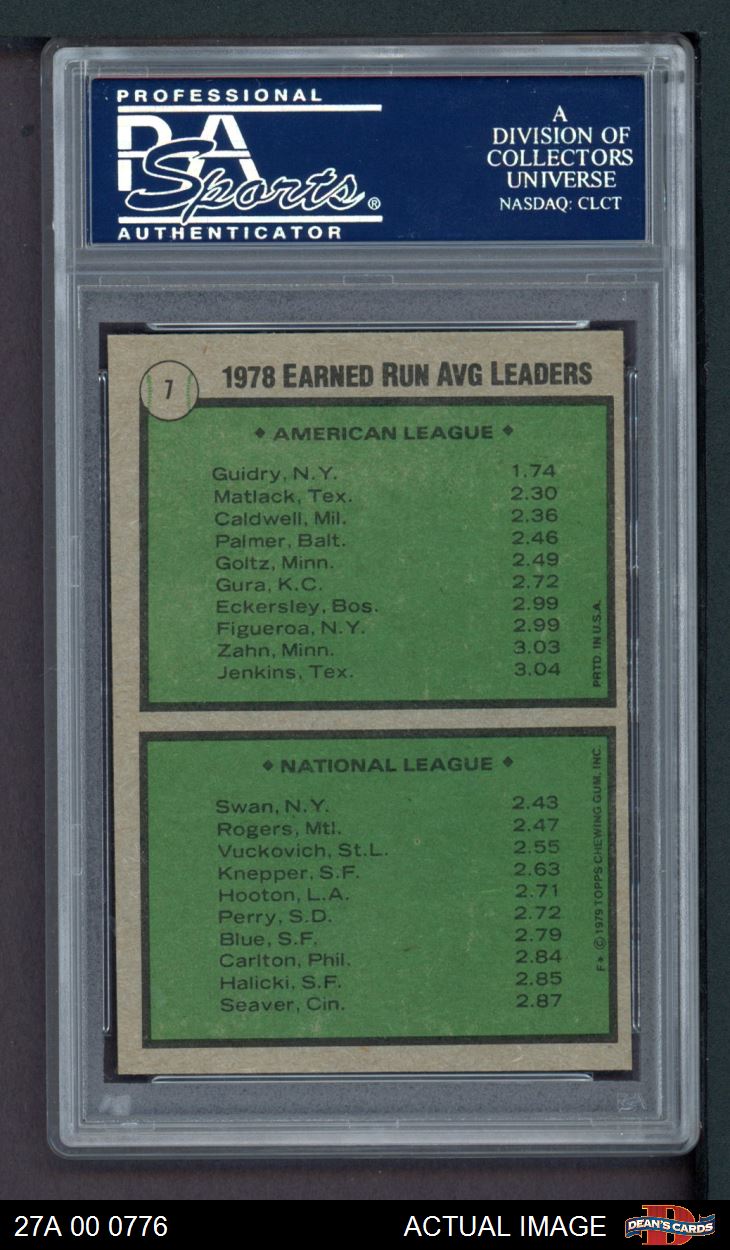 PROFESSIONAL
PSA
Sports®
AUTHENTICATOR
A
DIVISION OF
COLLECTORS
UNIVERSE
NASDAQ: CLCT
7
1978 EARNED RUN AVG LEADERS
◆ AMERICAN LEAGUE ◆
Guidry, N.Y. 1.74
Matlack, Tex. 2.30
Caldwell, Mil. 2.36
Palmer, Balt. 2.46
Goltz, Minn. 2.49
Gura, K.C. 2.72
Eckersley, Bos. 2.99
Figueroa, N.Y. 2.99
Zahn, Minn. 3.03
Jenkins, Tex. 3.04
PRTD. IN U.S.A.
◆ NATIONAL LEAGUE ◆
Swan, N.Y. 2.43
Rogers, Mtl. 2.47
Vuckovich, St.L. 2.55
Knepper, S.F. 2.63
Hooton, L.A. 2.71
Perry, S.D. 2.72
Blue, S.F. 2.79
Carlton, Phil. 2.84
Halicki, S.F. 2.85
Seaver, Cin. 2.87
F* © 1979 TOPPS CHEWING GUM, INC.
27A 00 0776
ACTUAL IMAGE
DEAN'S CARDS